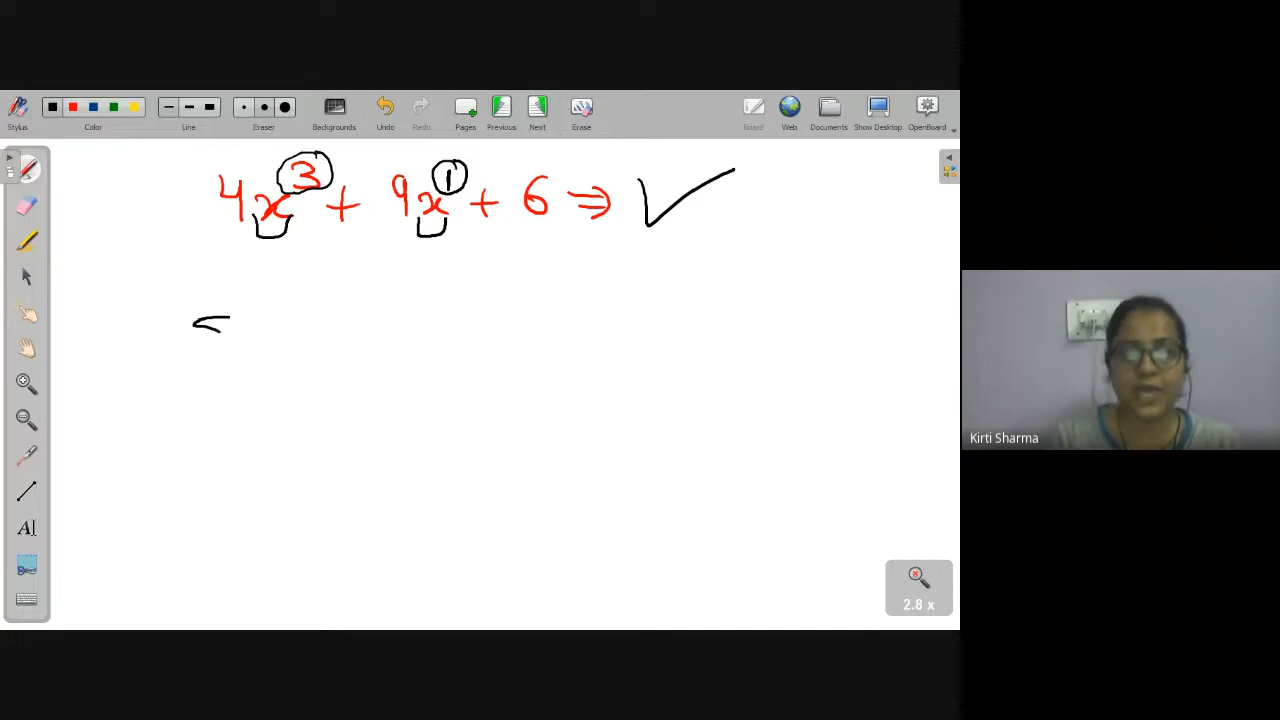 Stylus Color Line Eraser Backgrounds Undo Redo Pages Previous Next Erase Board Web Documents Show Desktop OpenBoard
4x³ + 9x¹ + 6 ⇒ ✓
Kirti Sharma
A
2.8 x